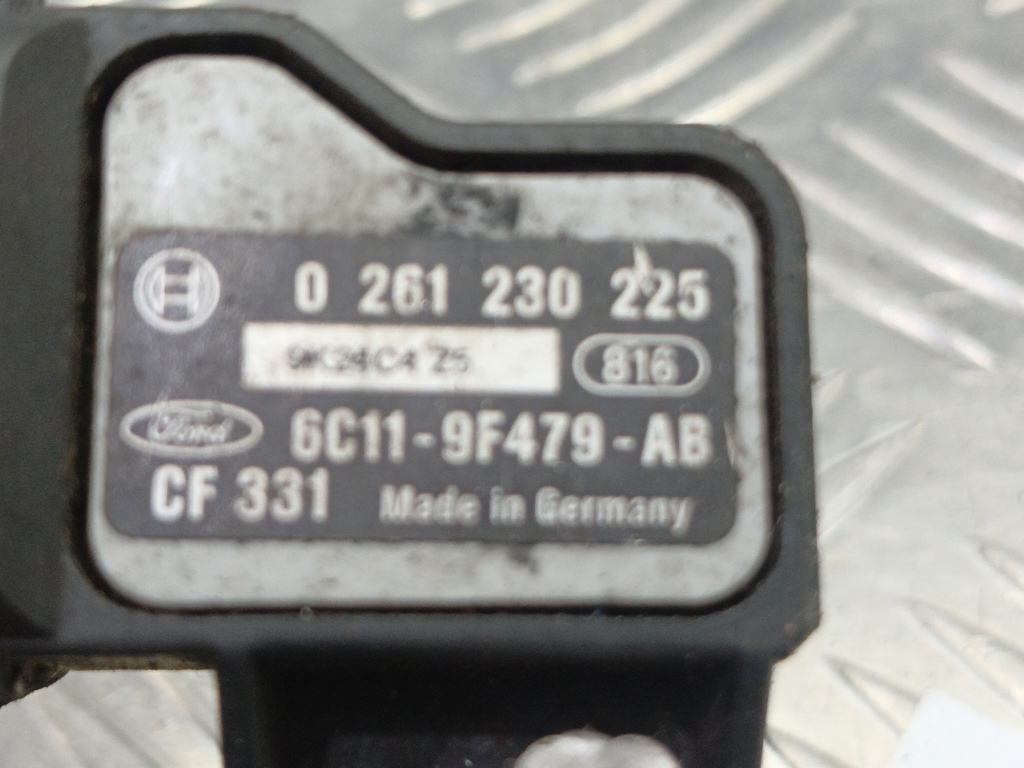 0 261 230 225
9K24C4 Z5 816
Ford 6C11-9F479-AB
CF 331 Made in Germany